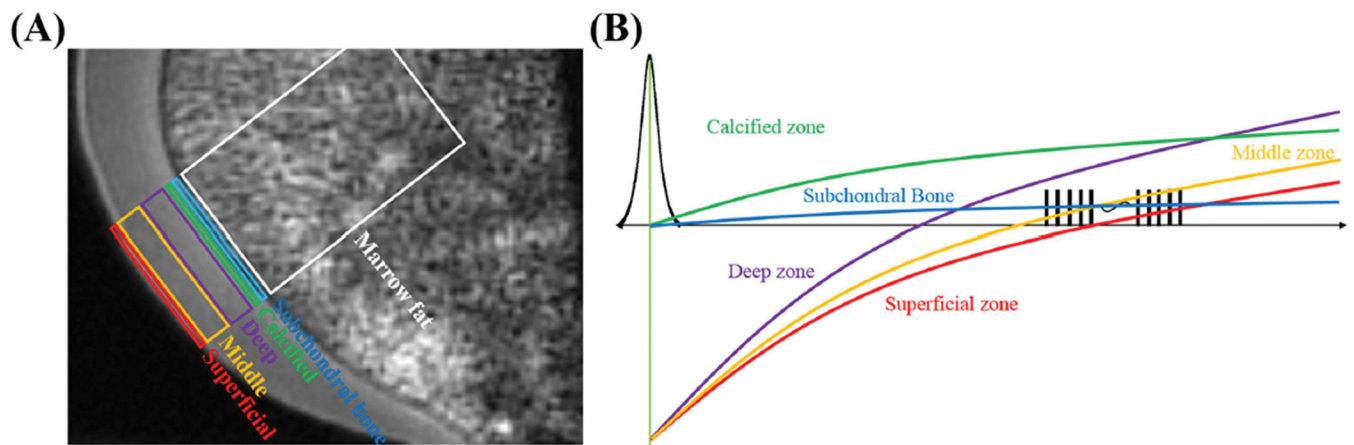 (A)
Marrow fat
Subchondral bone
Calcified
Deep
Middle
Superficial
(B)
Calcified zone
Middle zone
Subchondral Bone
Deep zone
Superficial zone